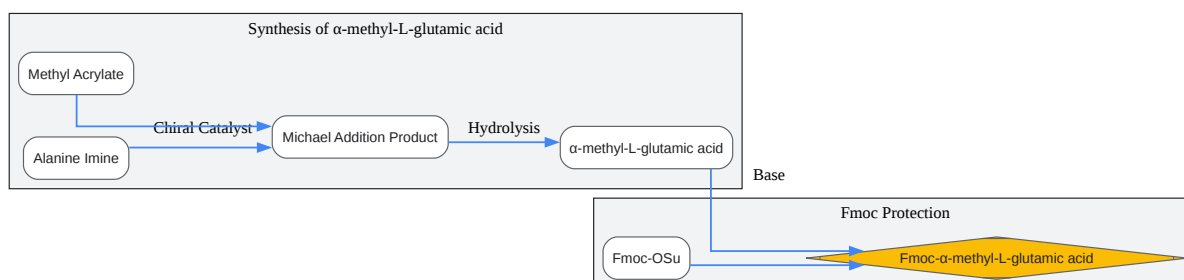 Synthesis of α-methyl-L-glutamic acid
Methyl Acrylate
Chiral Catalyst
Alanine Imine
Michael Addition Product
Hydrolysis
α-methyl-L-glutamic acid
Base
Fmoc Protection
Fmoc-OSu
Fmoc-α-methyl-L-glutamic acid